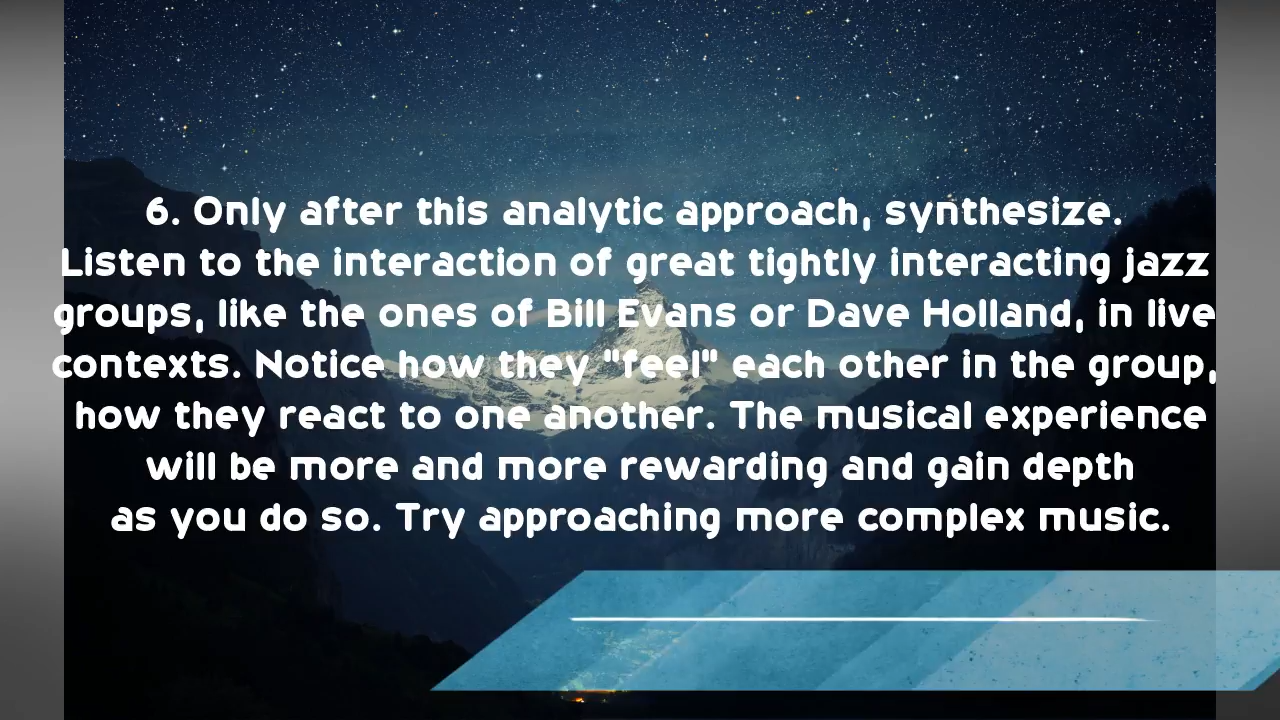 6. Only after this analytic approach, synthesize.
Listen to the interaction of great tightly interacting jazz
groups, like the ones of Bill Evans or Dave Holland, in live
contexts. Notice how they "feel" each other in the group,
how they react to one another. The musical experience
will be more and more rewarding and gain depth
as you do so. Try approaching more complex music.